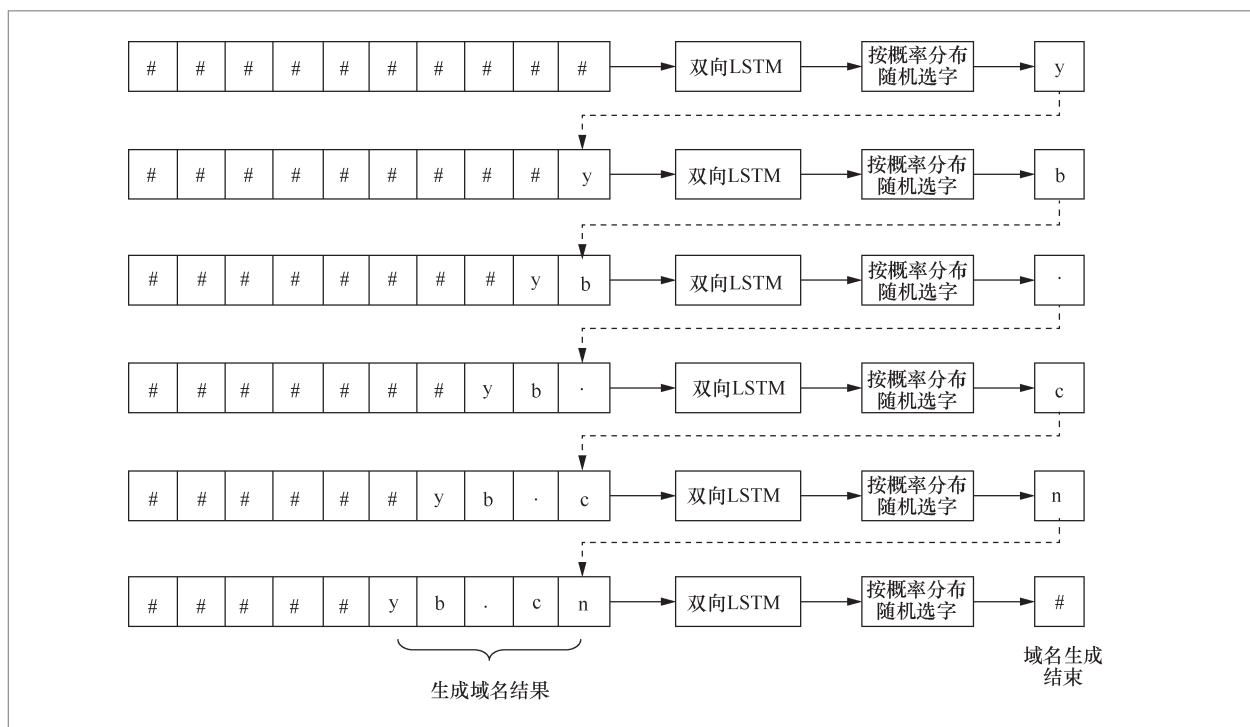 # # # # # # # # # # 双向LSTM 按概率分布 y
随机选字
# # # # # # # # # y 双向LSTM 按概率分布 b
随机选字
# # # # # # # # y b 双向LSTM 按概率分布 .
随机选字
# # # # # # # y b . 双向LSTM 按概率分布 c
随机选字
# # # # # # y b . c 双向LSTM 按概率分布 n
随机选字
# # # # # y b . c n 双向LSTM 按概率分布 #
随机选字
生成域名结果
域名生成
结束